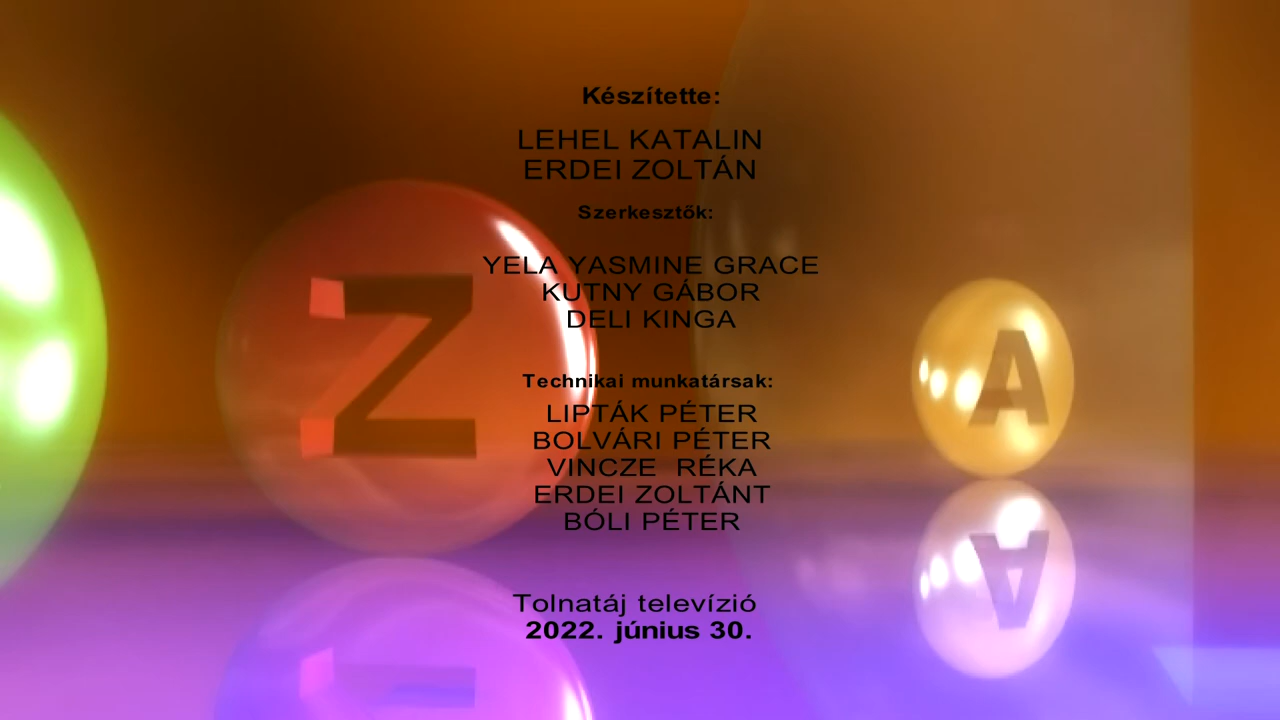 Készítette:
LEHEL KATALIN
ERDEI ZOLTÁN
Szerkesztők:
YELA YASMINE GRACE
KUTNY GÁBOR
DELI KINGA
Technikai munkatársak:
LIPTÁK PÉTER
BOLVÁRI PÉTER
VINCZE  RÉKA
ERDEI ZOLTÁNT
BÓLI PÉTER
Tolnatáj televízió
2022. június 30.
Z
A